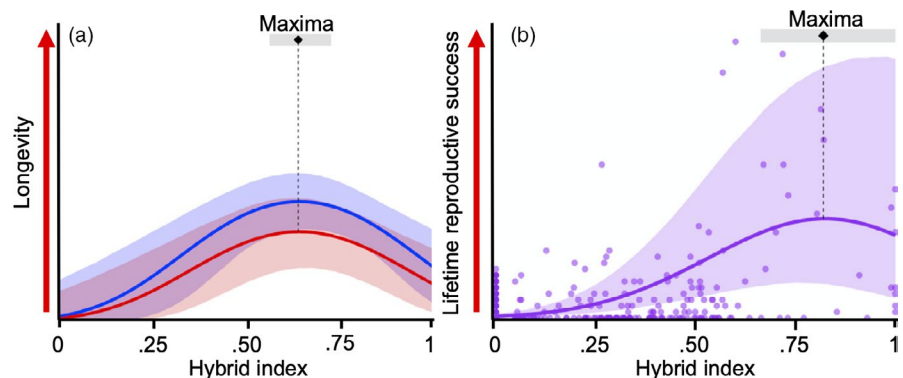 (a)
Maxima
Longevity
0 .25 .50 .75 1
Hybrid index
(b)
Maxima
Lifetime reproductive success
0 .25 .50 .75 1
Hybrid index